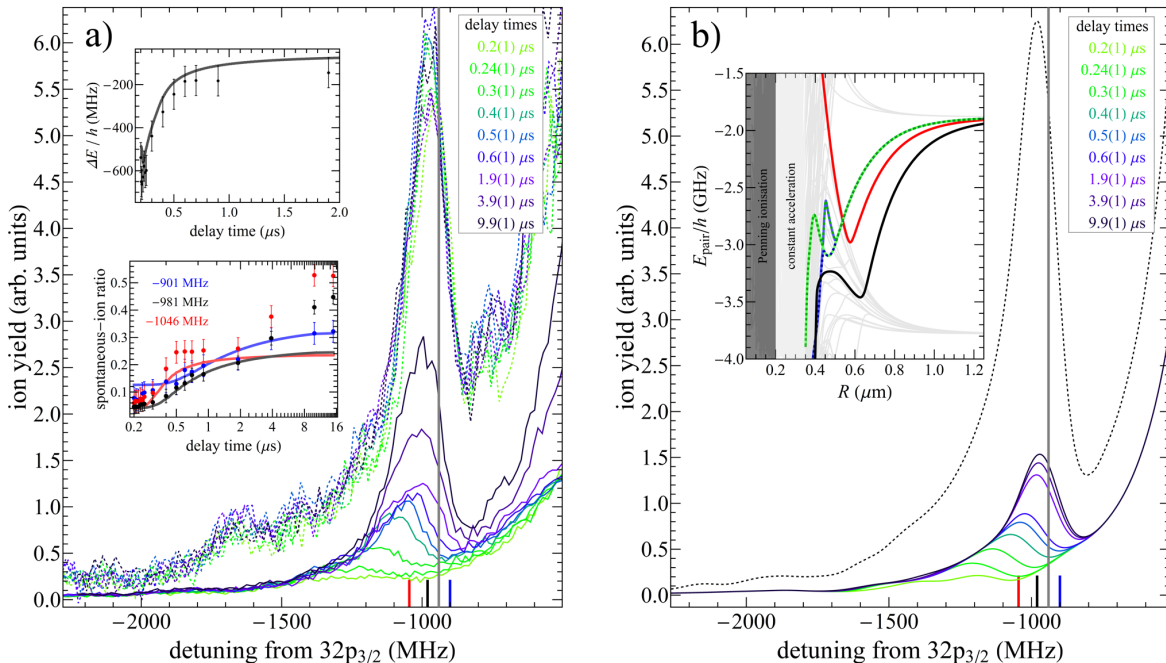 a)
delay times
0.2(1) μs
0.24(1) μs
0.3(1) μs
0.4(1) μs
0.5(1) μs
0.6(1) μs
1.9(1) μs
3.9(1) μs
9.9(1) μs
6.0
5.5
5.0
4.5
4.0
3.5
3.0
2.5
2.0
1.5
1.0
0.5
0.0
ion yield (arb. units)
−2000
−1500
−1000
detuning from 32p3/2 (MHz)
−200
−400
−600
ΔE / h (MHz)
0.5
1.0
1.5
2.0
delay time (μs)
−901 MHz
−981 MHz
−1046 MHz
0.5
0.4
0.3
0.2
0.1
spontaneous−ion ratio
0.2
0.5
1
2
4
8
16
delay time (μs)
b)
delay times
0.2(1) μs
0.24(1) μs
0.3(1) μs
0.4(1) μs
0.5(1) μs
0.6(1) μs
1.9(1) μs
3.9(1) μs
9.9(1) μs
6.0
5.5
5.0
4.5
4.0
3.5
3.0
2.5
2.0
1.5
1.0
0.5
0.0
ion yield (arb. units)
−2000
−1500
−1000
detuning from 32p3/2 (MHz)
−1.5
−2.0
−2.5
−3.0
−3.5
−4.0
Epair/h (GHz)
Penning ionisation
constant acceleration
0.2
0.4
0.6
0.8
1.0
1.2
R (μm)